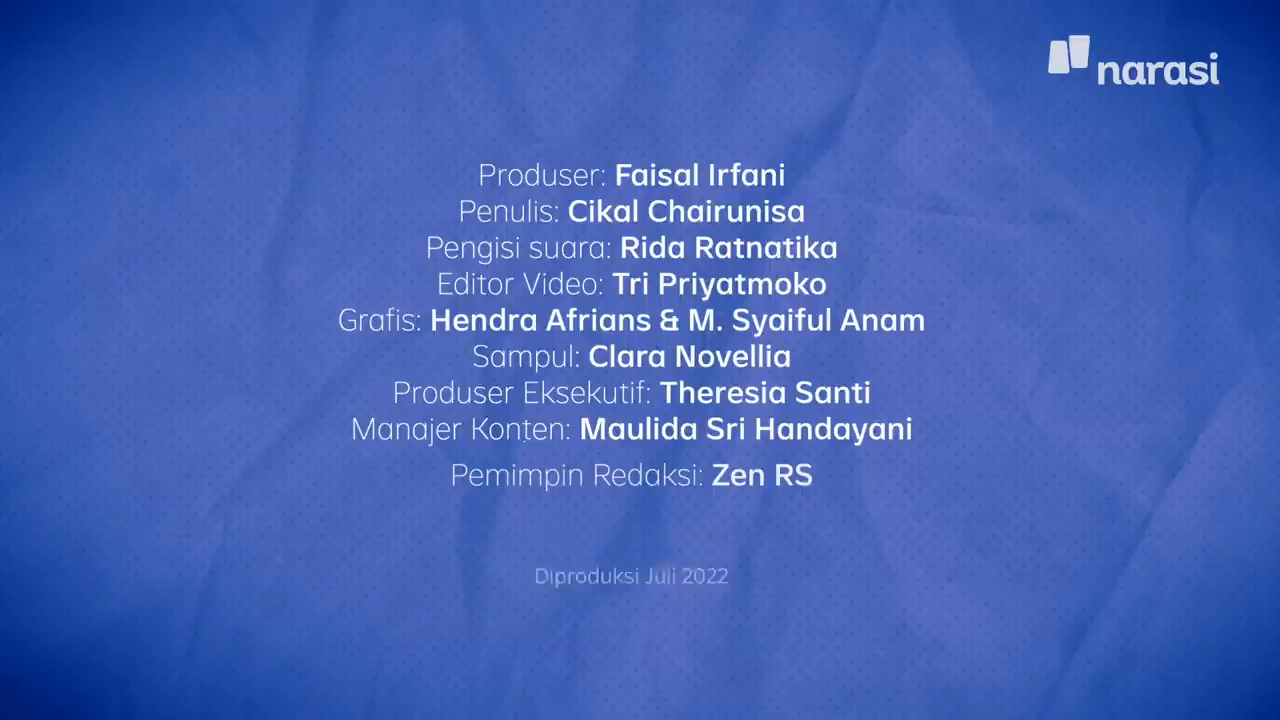 narasi
Produser: Faisal Irfani
Penulis: Cikal Chairunisa
Pengisi suara: Rida Ratnatika
Editor Video: Tri Priyatmoko
Grafis: Hendra Afrians & M. Syaiful Anam
Sampul: Clara Novellia
Produser Eksekutif: Theresia Santi
Manajer Konten: Maulida Sri Handayani
Pemimpin Redaksi: Zen RS
Diproduksi Juli 2022